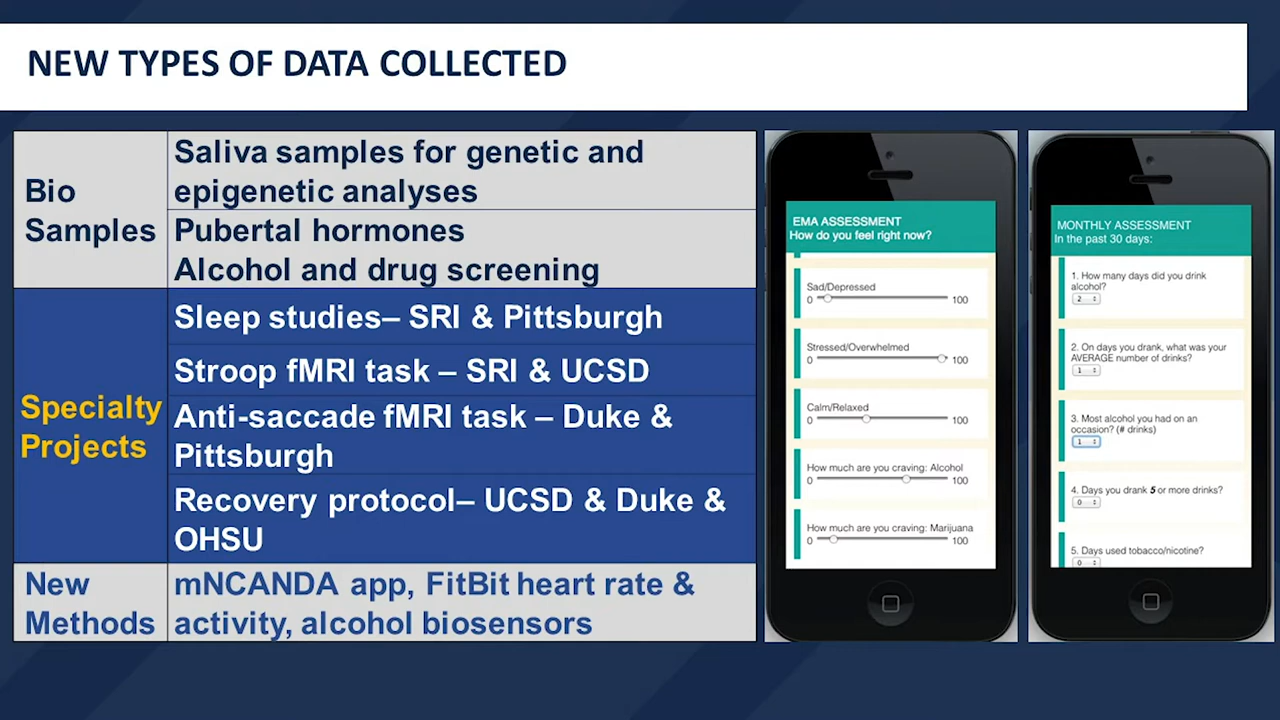 NEW TYPES OF DATA COLLECTED
Bio
Samples
Saliva samples for genetic and
epigenetic analyses
Pubertal hormones
Alcohol and drug screening
Specialty
Projects
Sleep studies– SRI & Pittsburgh
Stroop fMRI task – SRI & UCSD
Anti-saccade fMRI task – Duke &
Pittsburgh
Recovery protocol– UCSD & Duke &
OHSU
New
Methods
mNCANDA app, FitBit heart rate &
activity, alcohol biosensors
EMA ASSESSMENT
How do you feel right now?
Sad/Depressed
0 100
Stressed/Overwhelmed
0 100
Calm/Relaxed
0 100
How much are you craving: Alcohol
0 100
How much are you craving: Marijuana
0 100
MONTHLY ASSESSMENT
In the past 30 days:
1. How many days did you drink
alcohol?
2
2. On days you drank, what was your
AVERAGE number of drinks?
1
3. Most alcohol you had on an
occasion? (# drinks)
1
4. Days you drank 5 or more drinks?
0
5. Days used tobacco/nicotine?
0